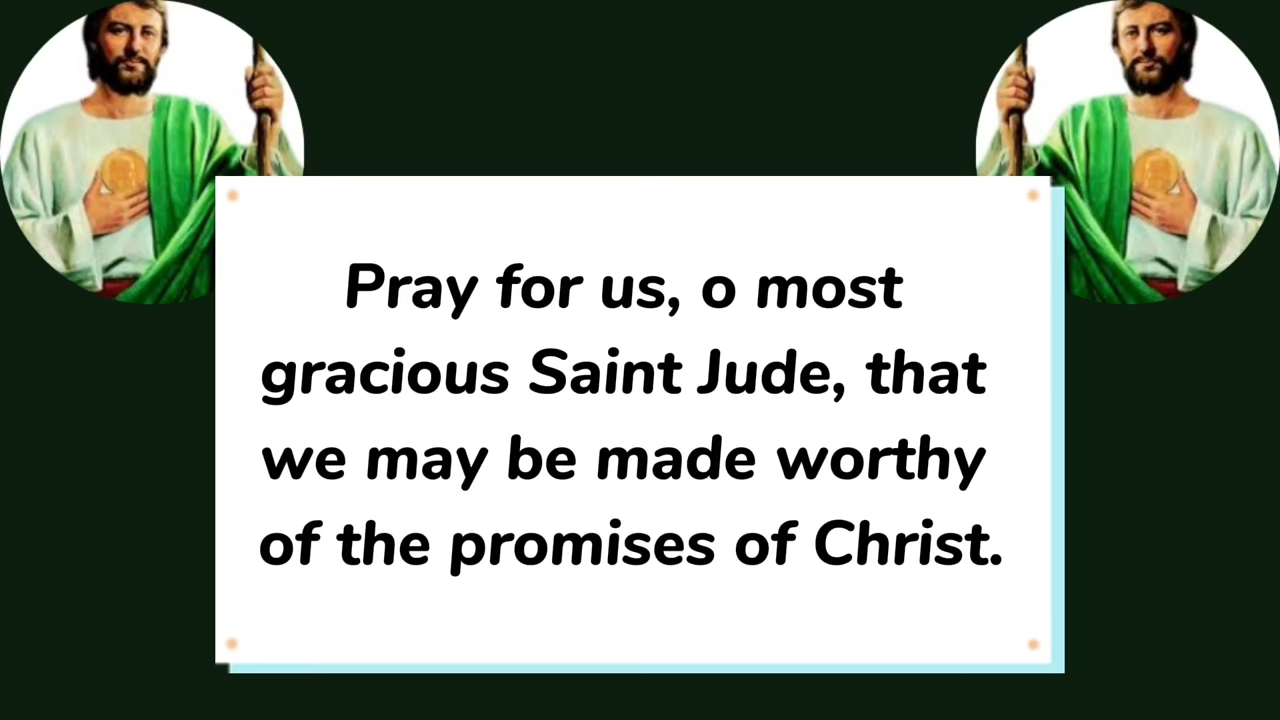 Pray for us, o most
gracious Saint Jude, that
we may be made worthy
of the promises of Christ.